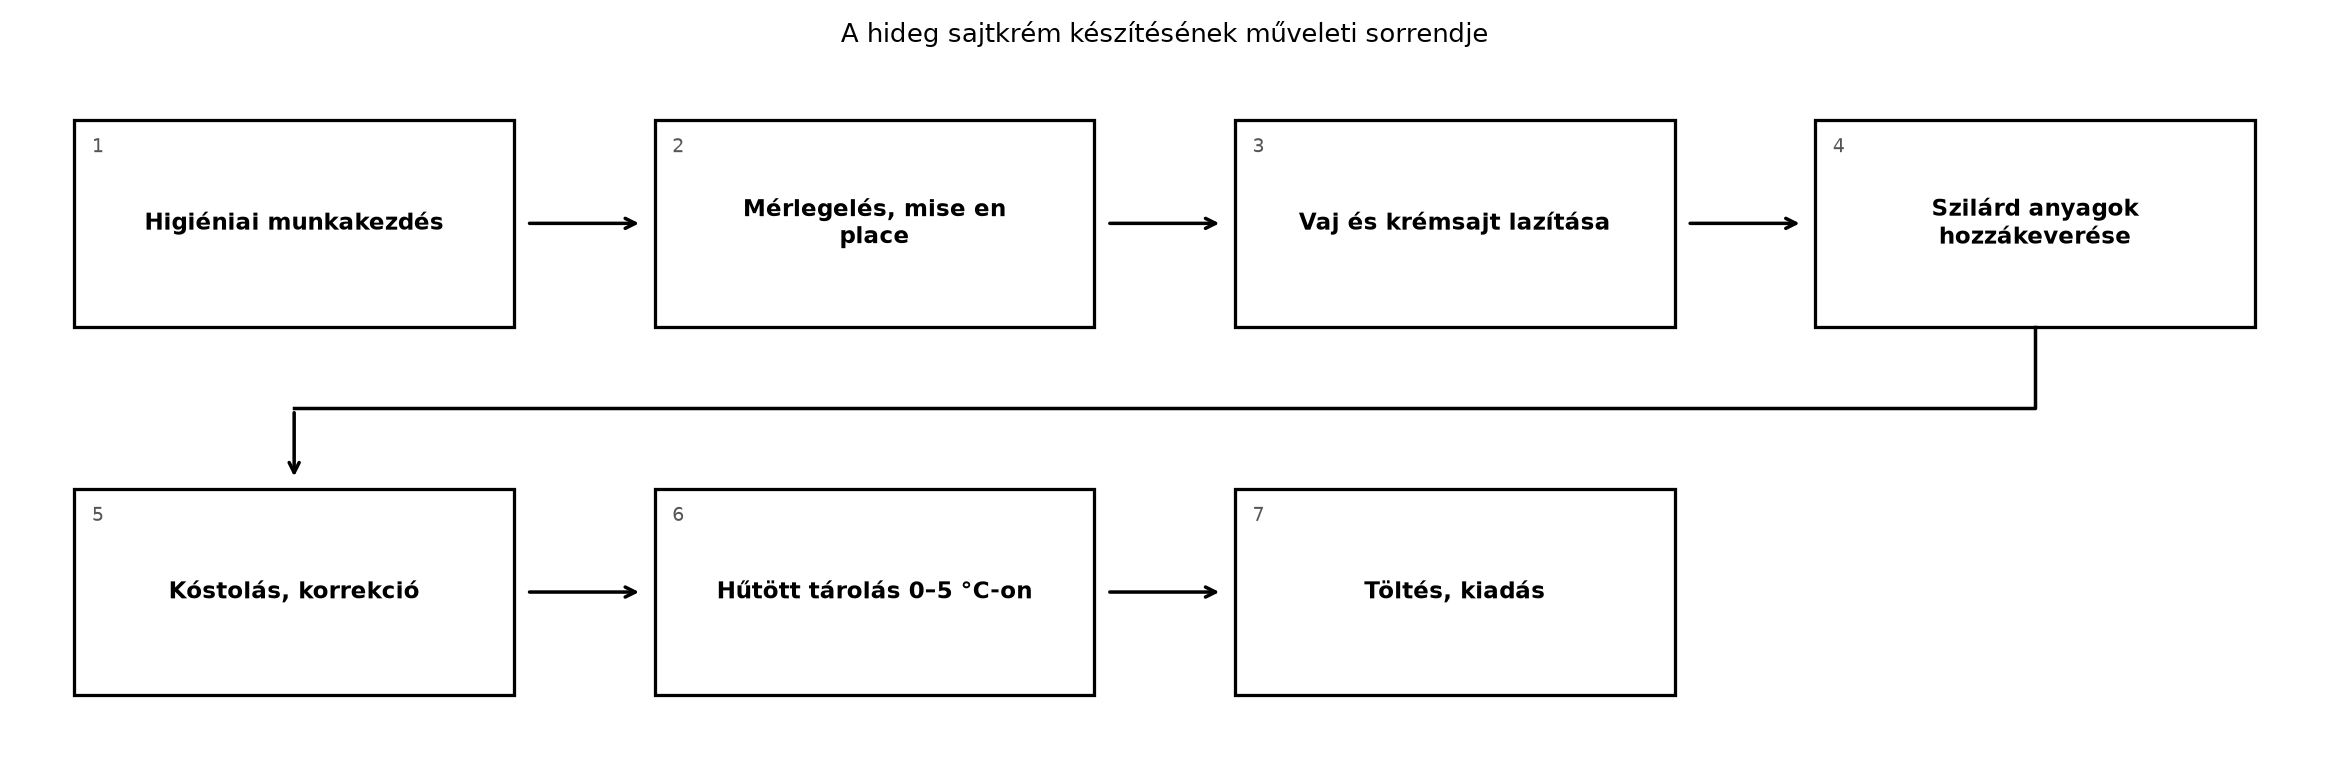 A hideg sajtkrém készítésének műveleti sorrendje
1
Higiéniai munkakezdés
2
Mérlegelés, mise en
place
3
Vaj és krémsajt lazítása
4
Szilárd anyagok
hozzákeverése
5
Kóstolás, korrekció
6
Hűtött tárolás 0–5 °C-on
7
Töltés, kiadás